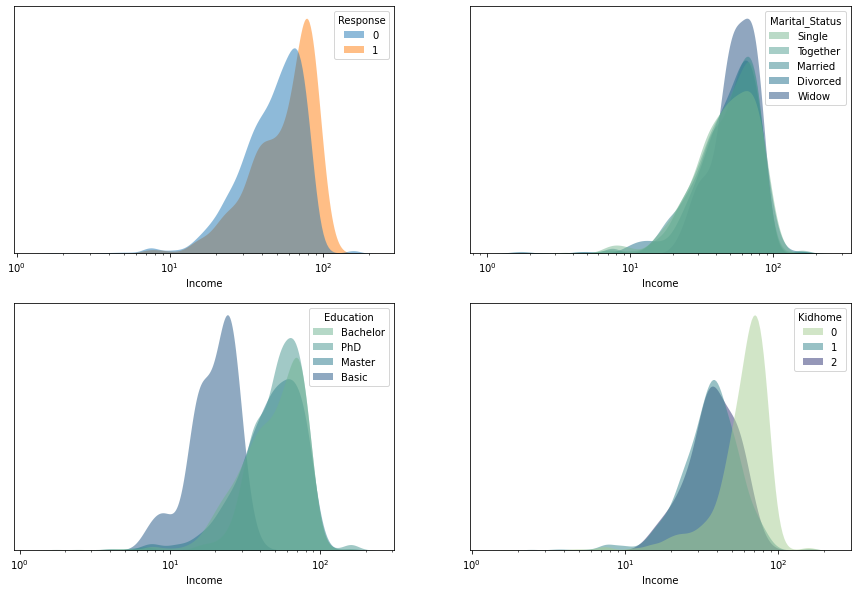 Response
0
1
10⁰
10¹
10²
Income
Marital_Status
Single
Together
Married
Divorced
Widow
10⁰
10¹
10²
Income
Education
Bachelor
PhD
Master
Basic
10⁰
10¹
10²
Income
Kidhome
0
1
2
10⁰
10¹
10²
Income